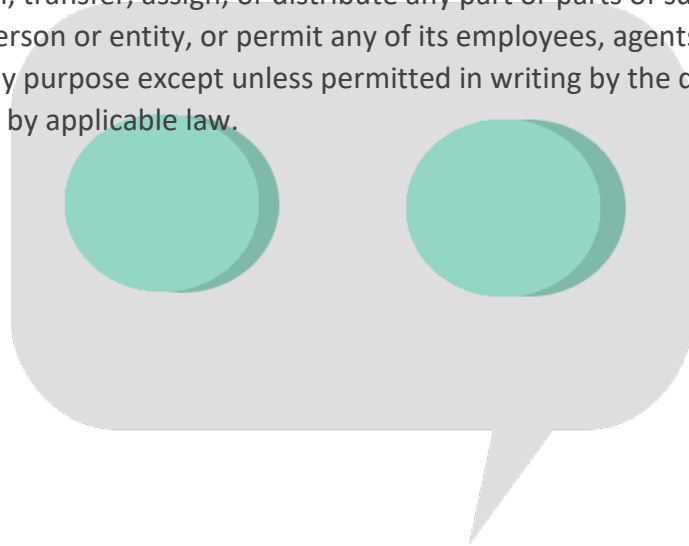 transfer, assign, or distribute any part or parts of
erson or entity, or permit any of its employees, agents
y purpose except unless permitted in writing by the
by applicable law.